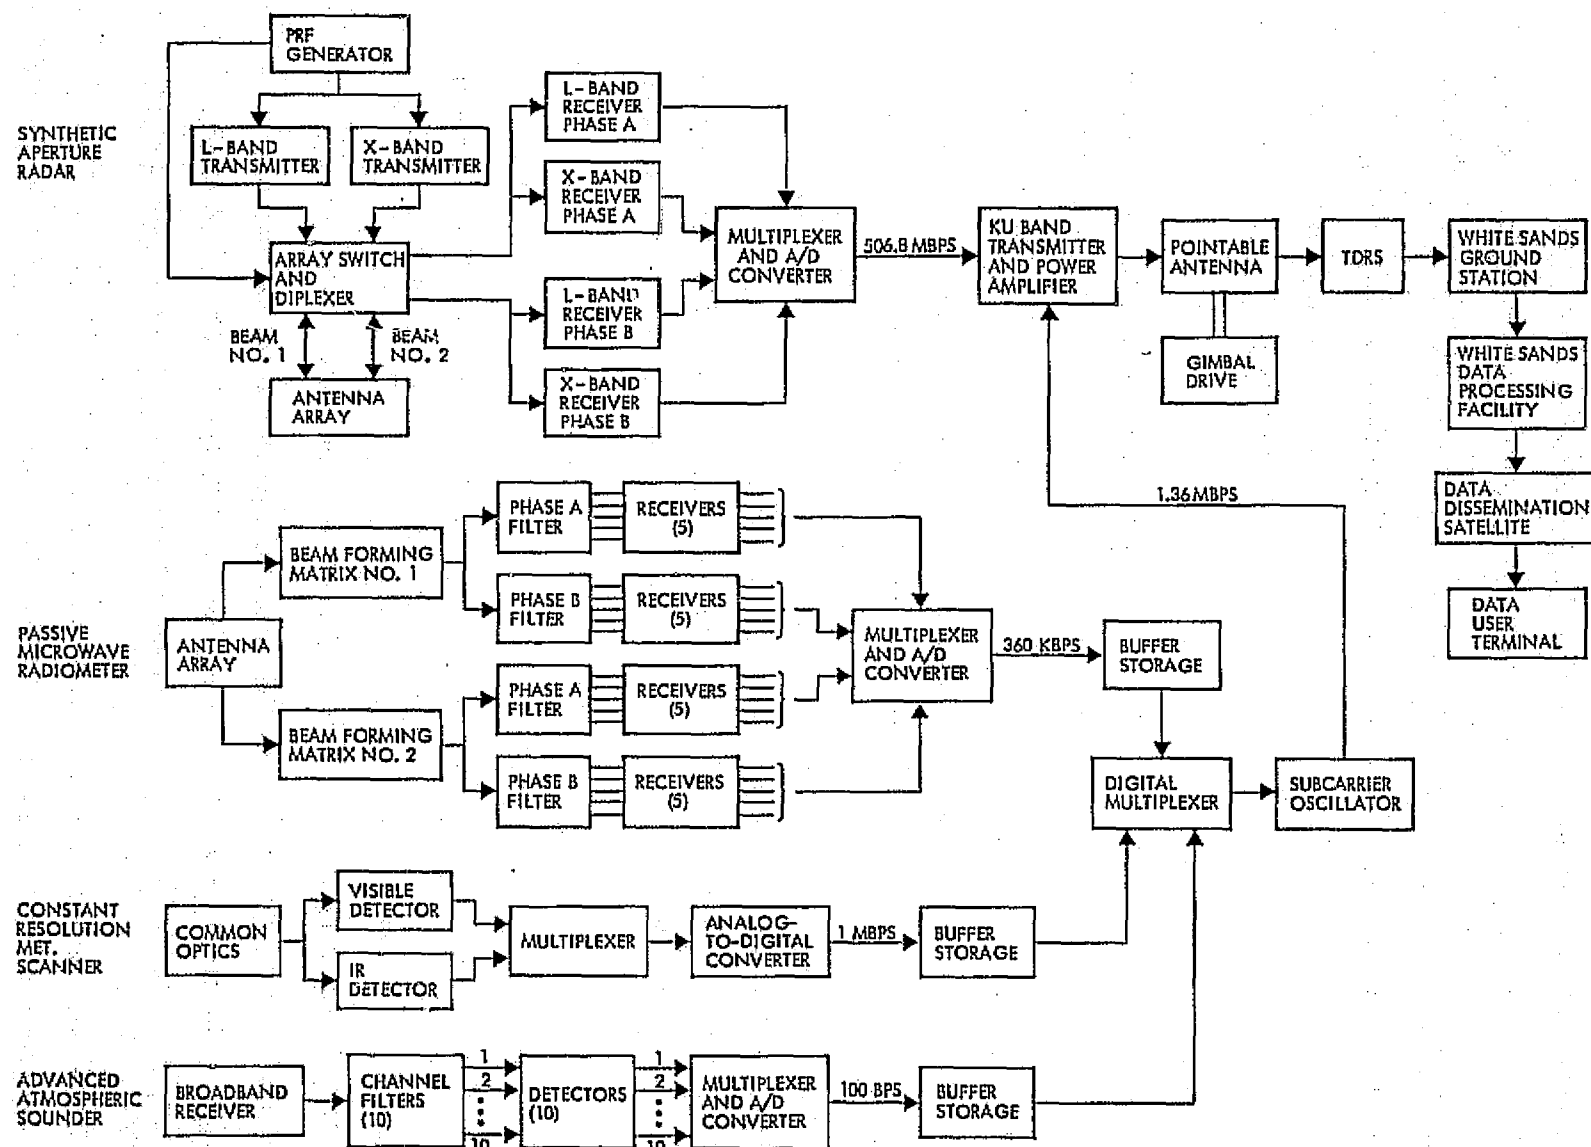 SYNTHETIC
APERTURE
RADAR
PRF
GENERATOR
L-BAND
TRANSMITTER
X-BAND
TRANSMITTER
ARRAY SWITCH
AND
DIPLEXER
BEAM
NO. 1
BEAM
NO. 2
ANTENNA
ARRAY
L-BAND
RECEIVER
PHASE A
X-BAND
RECEIVER
PHASE A
L-BAND
RECEIVER
PHASE B
X-BAND
RECEIVER
PHASE B
MULTIPLEXER
AND A/D
CONVERTER
506.8 MBPS
KU BAND
TRANSMITTER
AND POWER
AMPLIFIER
POINTABLE
ANTENNA
GIMBAL
DRIVE
TDRS
WHITE SANDS
GROUND
STATION
WHITE SANDS
DATA
PROCESSING
FACILITY
DATA
DISSEMINATION
SATELLITE
DATA
USER
TERMINAL
1.36 MBPS
PASSIVE
MICROWAVE
RADIOMETER
ANTENNA
ARRAY
BEAM FORMING
MATRIX NO. 1
BEAM FORMING
MATRIX NO. 2
PHASE A
FILTER
RECEIVERS
(5)
PHASE B
FILTER
RECEIVERS
(5)
PHASE A
FILTER
RECEIVERS
(5)
PHASE B
FILTER
RECEIVERS
(5)
MULTIPLEXER
AND A/D
CONVERTER
360 KBPS
BUFFER
STORAGE
DIGITAL
MULTIPLEXER
SUBCARRIER
OSCILLATOR
CONSTANT
RESOLUTION
MET.
SCANNER
COMMON
OPTICS
VISIBLE
DETECTOR
IR
DETECTOR
MULTIPLEXER
ANALOG-
TO-DIGITAL
CONVERTER
1 MBPS
BUFFER
STORAGE
ADVANCED
ATMOSPHERIC
SOUNDER
BROADBAND
RECEIVER
CHANNEL
FILTERS
(10)
1
2
10
DETECTORS
(10)
1
2
10
MULTIPLEXER
AND A/D
CONVERTER
100 BPS
BUFFER
STORAGE